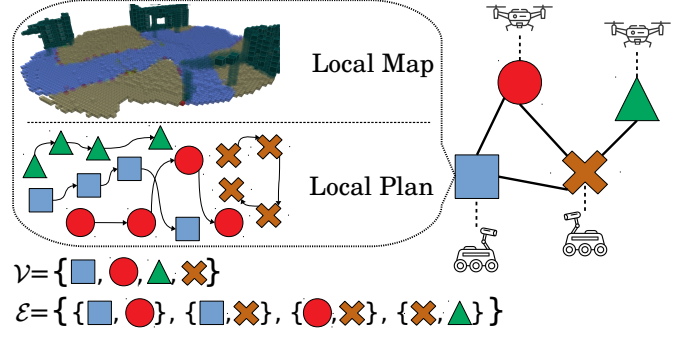 Local Map
Local Plan
𝒱={■, ●, ▲, ✖}
ℰ={{■, ●}, {■, ✖}, {●, ✖}, {✖, ▲}}